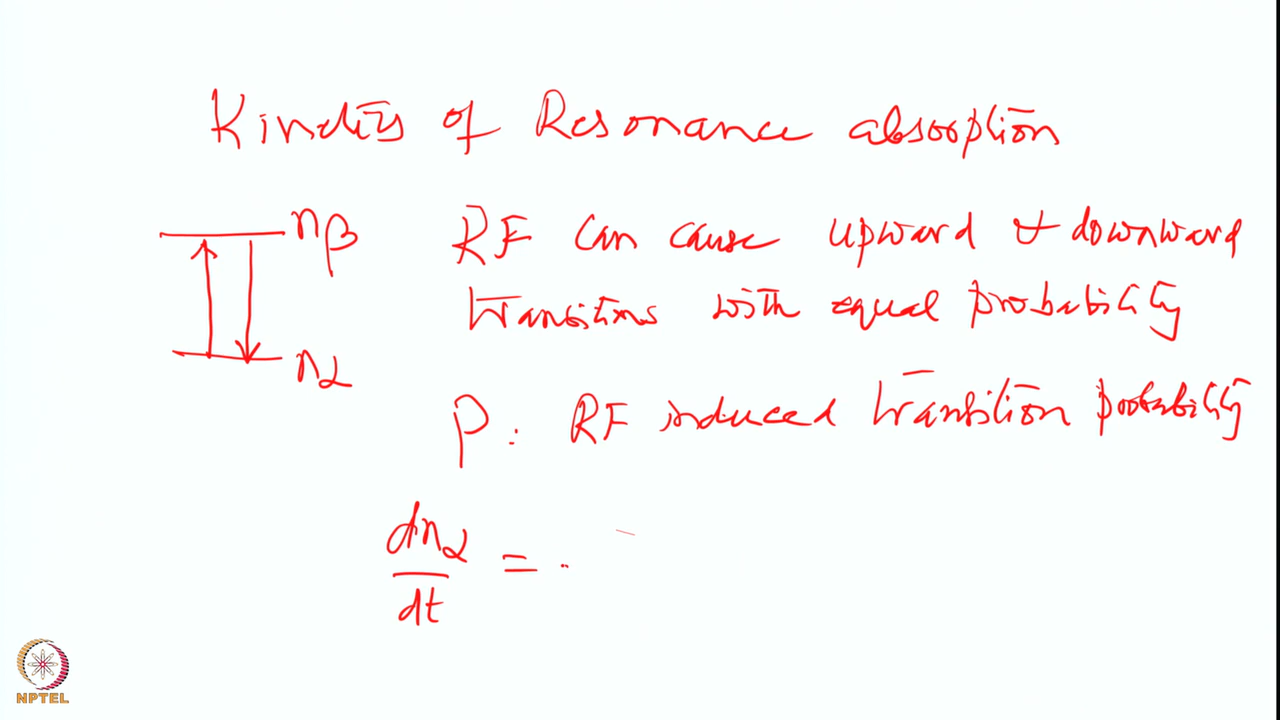 Kinetics of Resonance absorption
nβ
RF can cause upward & downward
transitions with equal probability
nα
P : RF induced transition probability
dnα
— = .
dt
NPTEL